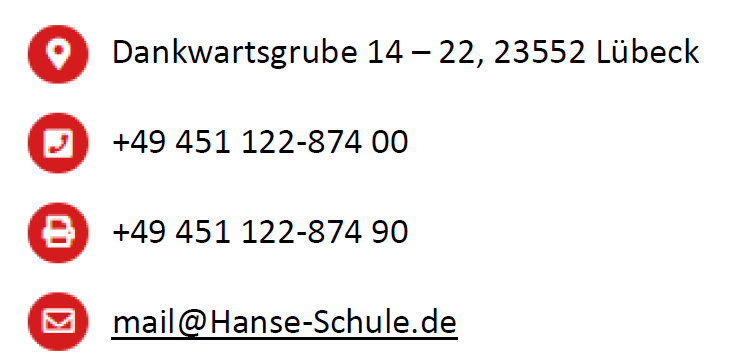 Dankwartsgrube 14 – 22, 23552 Lübeck
+49 451 122-874 00
+49 451 122-874 90
mail@Hanse-Schule.de